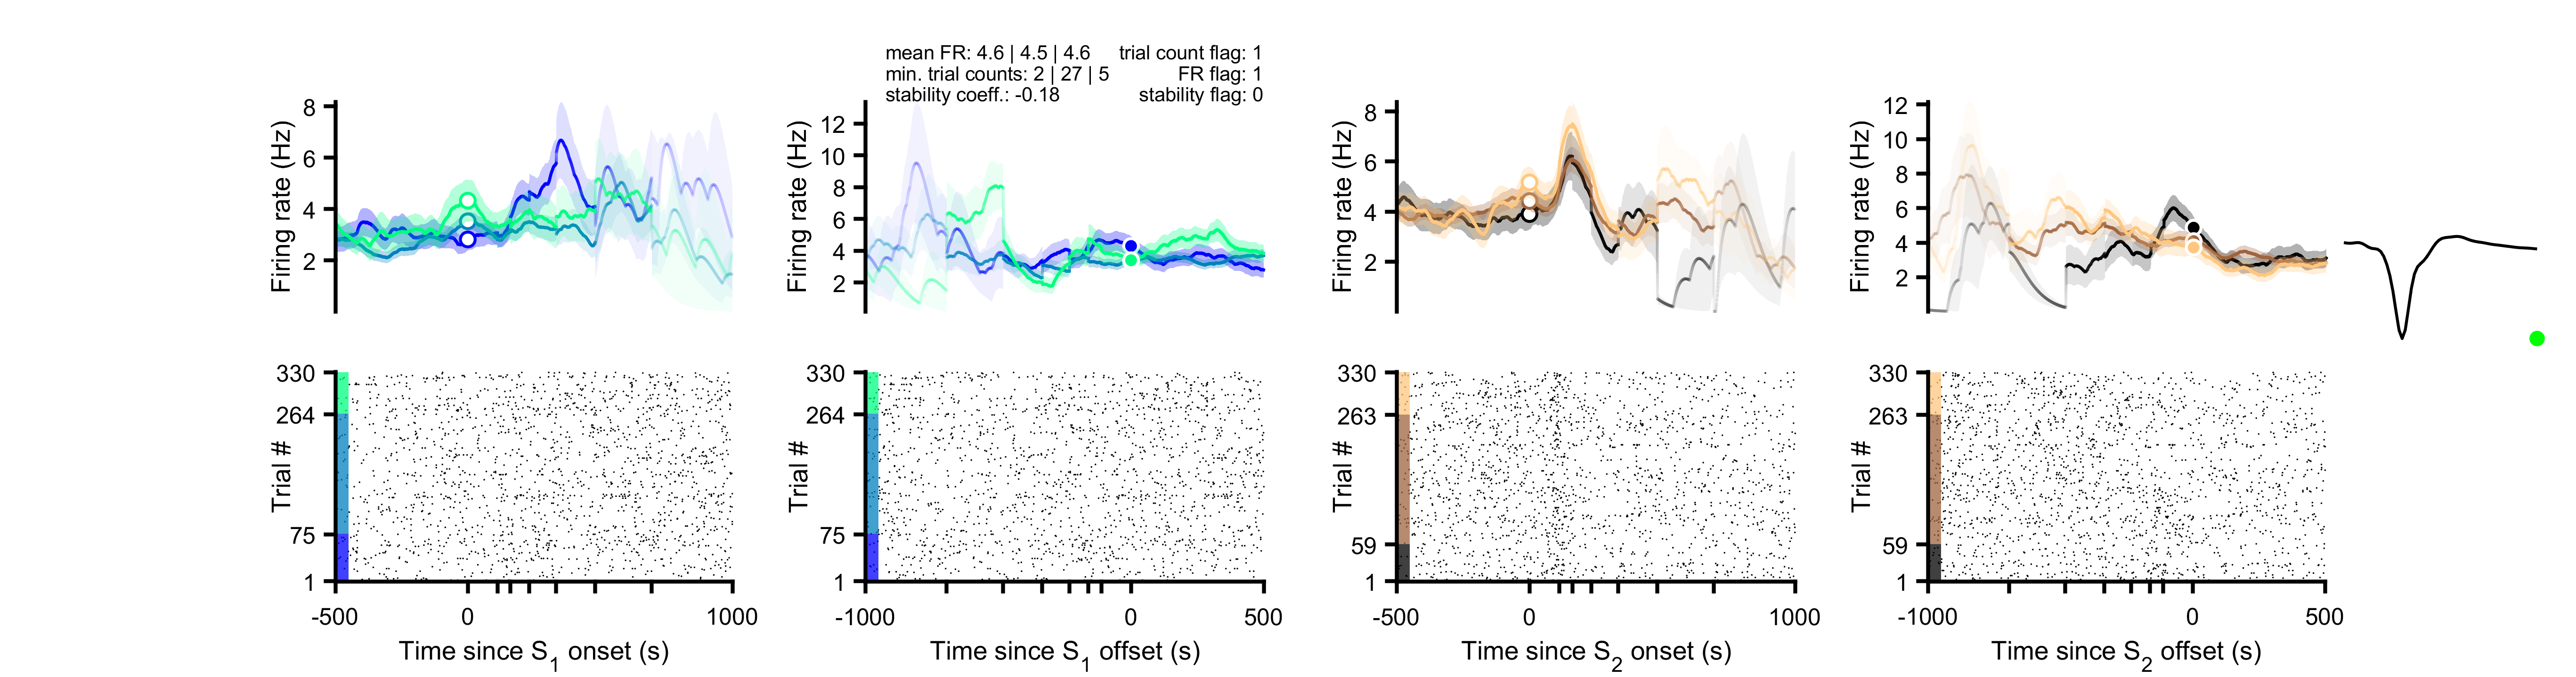 mean FR: 4.6 | 4.5 | 4.6 trial count flag: 1
min. trial counts: 2 | 27 | 5 FR flag: 1
stability coeff.: -0.18 stability flag: 0
Firing rate (Hz)
8
6
4
2
Firing rate (Hz)
12
10
8
6
4
2
Firing rate (Hz)
8
6
4
2
Firing rate (Hz)
12
10
8
6
4
2
Trial #
330
264
75
1
-500 0 1000
Time since S1 onset (s)
Trial #
330
264
75
1
-1000 0 500
Time since S1 offset (s)
Trial #
330
263
59
1
-500 0 1000
Time since S2 onset (s)
Trial #
330
263
59
1
-1000 0 500
Time since S2 offset (s)